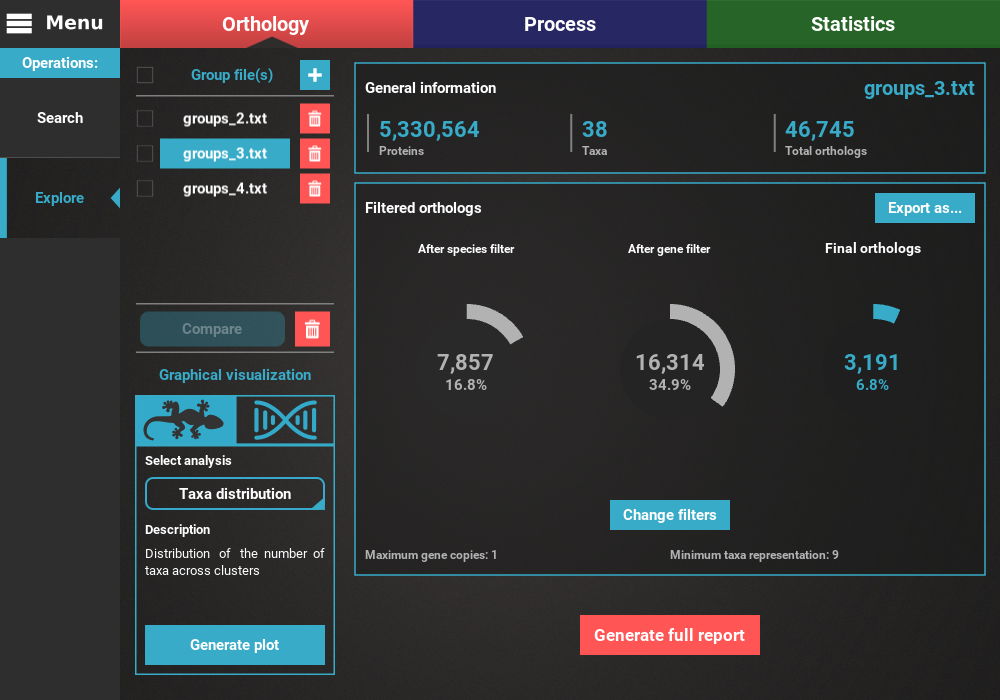 Menu
Orthology
Process
Statistics
Operations:
Search
Explore
Group file(s)
groups_2.txt
groups_3.txt
groups_4.txt
Compare
Graphical visualization
Select analysis
Taxa distribution
Description
Distribution of the number of
taxa across clusters
Generate plot
General information
groups_3.txt
5,330,564
Proteins
38
Taxa
46,745
Total orthologs
Filtered orthologs
Export as...
After species filter
After gene filter
Final orthologs
7,857
16.8%
16,314
34.9%
3,191
6.8%
Change filters
Maximum gene copies: 1
Minimum taxa representation: 9
Generate full report